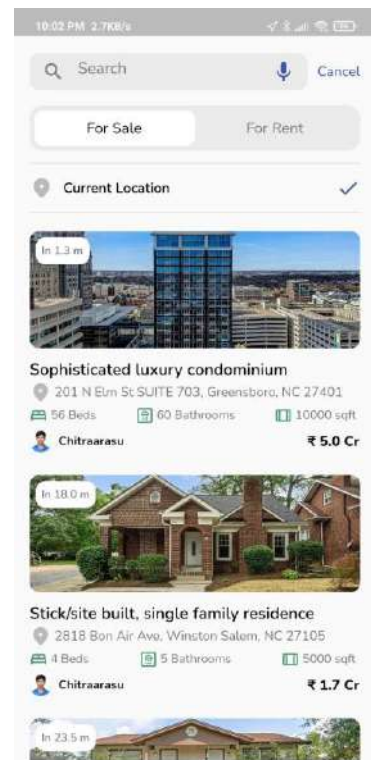 10:02 PM 2.7KB/s
Search
Cancel
For Sale
For Rent
Current Location
In 1.3 m
Sophisticated luxury condominium
201 N Elm St SUITE 703, Greensboro, NC 27401
56 Beds 60 Bathrooms 10000 sqft
Chitraarasu ₹ 5.0 Cr
In 18.0 m
Stick/site built, single family residence
2818 Bon Air Ave, Winston Salem, NC 27105
4 Beds 5 Bathrooms 5000 sqft
Chitraarasu ₹ 1.7 Cr
In 23.5 m